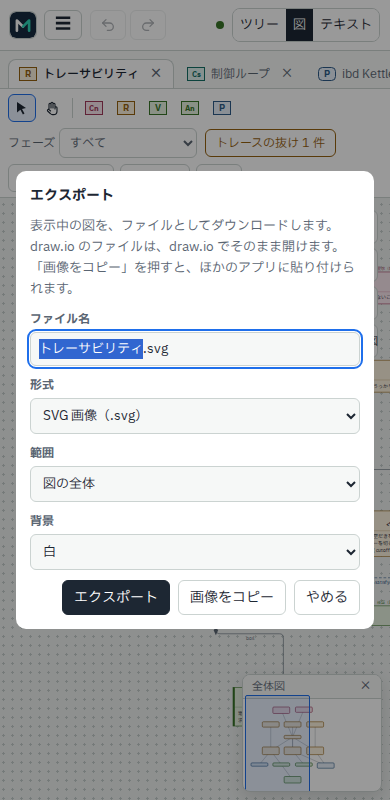 ツリー 図 テキスト
R トレーサビリティ × Ca 制御ループ × P ibd Kettl
Cn R V An P
フェーズ すべて トレースの抜け 1 件
エクスポート
表示中の図を、ファイルとしてダウンロードします。
draw.io のファイルは、draw.io でそのまま開けます。
「画像をコピー」を押すと、ほかのアプリに貼り付けら
れます。
ファイル名
トレーサビリティ.svg
形式
SVG 画像（.svg）
範囲
図の全体
背景
白
エクスポート 画像をコピー やめる
全体図 ×